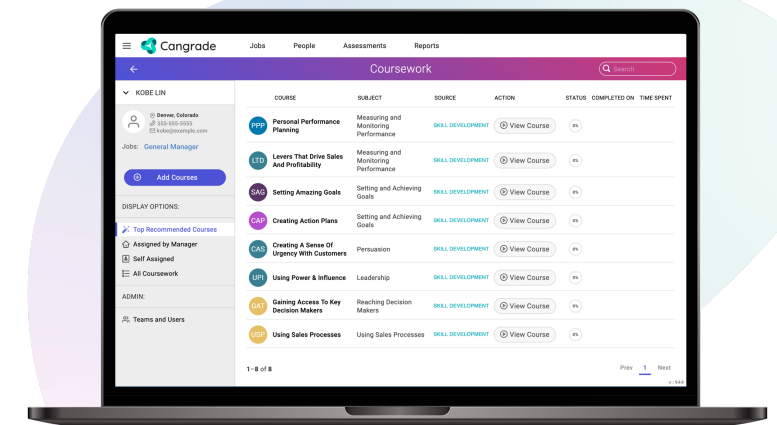 Cangrade
Jobs People Assessments Reports
Coursework
Search
KOBE LIN
Denver, Colorado
555-555-5555
kobe@example.com
Jobs: General Manager
Add Courses
DISPLAY OPTIONS:
Top Recommended Courses
Assigned by Manager
Self Assigned
All Coursework
ADMIN:
Teams and Users
COURSE SUBJECT SOURCE ACTION STATUS COMPLETED ON TIME SPENT
PPP Personal Performance Planning Measuring and Monitoring Performance SKILL DEVELOPMENT View Course 0%
LTD Levers That Drive Sales And Profitability Measuring and Monitoring Performance SKILL DEVELOPMENT View Course 0%
SAG Setting Amazing Goals Setting and Achieving Goals SKILL DEVELOPMENT View Course 0%
CAP Creating Action Plans Setting and Achieving Goals SKILL DEVELOPMENT View Course 0%
CAS Creating A Sense Of Urgency With Customers Persuasion SKILL DEVELOPMENT View Course 0%
UPI Using Power & Influence Leadership SKILL DEVELOPMENT View Course 0%
GAT Gaining Access To Key Decision Makers Reaching Decision Makers SKILL DEVELOPMENT View Course 0%
USP Using Sales Processes Using Sales Processes SKILL DEVELOPMENT View Course 0%
1-8 of 8
Prev 1 Next